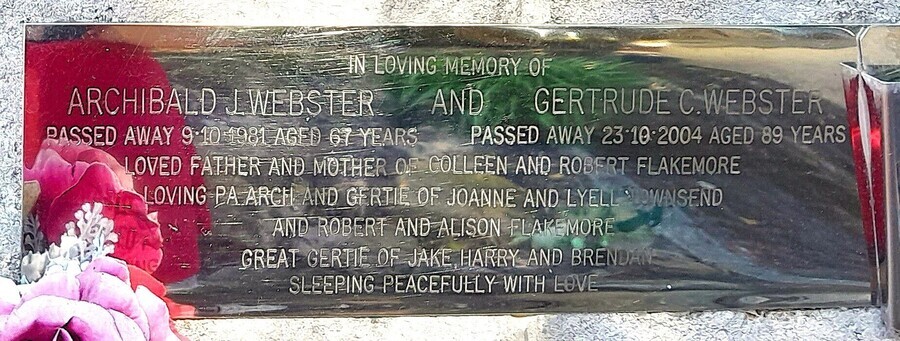 IN LOVING MEMORY OF
ARCHIBALD J. WEBSTER AND GERTRUDE C. WEBSTER
PASSED AWAY 9·10·1981 AGED 67 YEARS PASSED AWAY 23·10·2004 AGED 89 YEARS
LOVED FATHER AND MOTHER OF COLLEEN AND ROBERT FLAKEMORE
LOVING PA ARCH AND GERTIE OF JOANNE AND LYELL TOWNSEND
AND ROBERT AND ALISON FLAKEMORE
GREAT GERTIE OF JAKE, HARRY AND BRENDAN
SLEEPING PEACEFULLY WITH LOVE